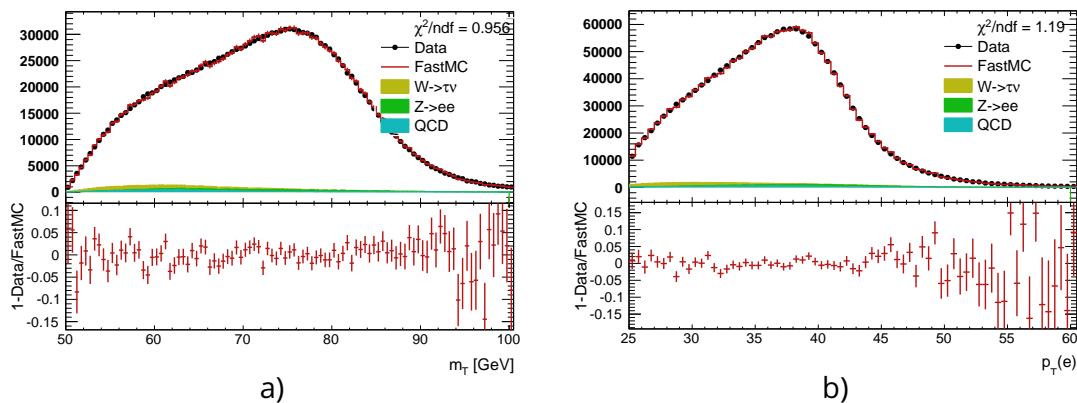 χ²/ndf = 0.956
Data
FastMC
W->τν
Z->ee
QCD
30000
25000
20000
15000
10000
5000
0
0.1
0.05
0
-0.05
-0.1
-0.15
1-Data/FastMC
50 60 70 80 90 100
m_T [GeV]
a)
χ²/ndf = 1.19
Data
FastMC
W->τν
Z->ee
QCD
60000
50000
40000
30000
20000
10000
0
0.15
0.1
0.05
0
-0.05
-0.1
-0.15
1-Data/FastMC
25 30 35 40 45 50 55 60
p_T(e)
b)